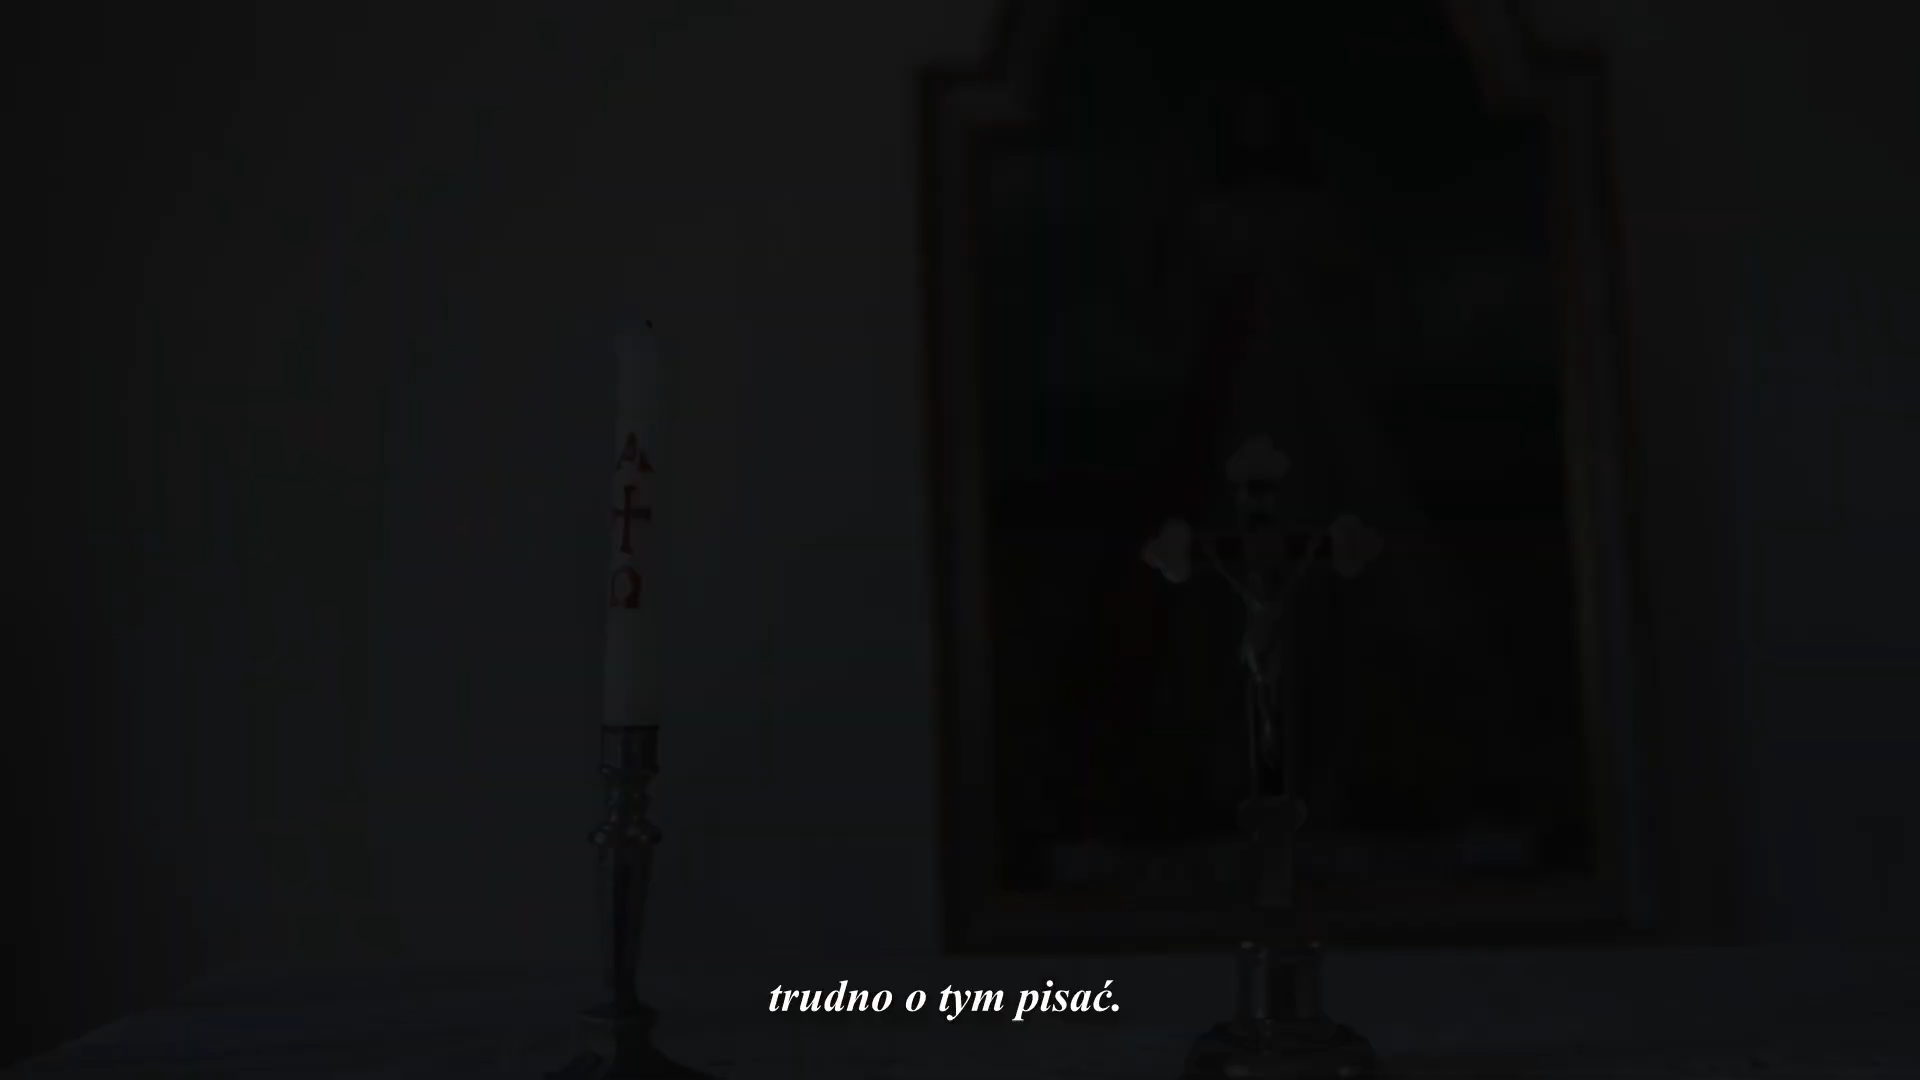 Α
Ω
trudno o tym pisać.